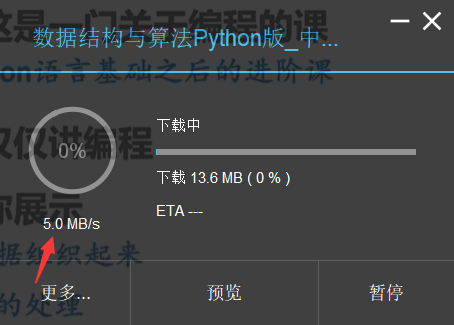 这是一门关于编程的课
数据结构与算法Python版_中...
on语言基础之后的进阶课
仅仅讲编程
0%
下载中
下载 13.6 MB ( 0 % )
ETA ---
你展示
5.0 MB/s
据组织起来
更多...
预览
暂停
的处理